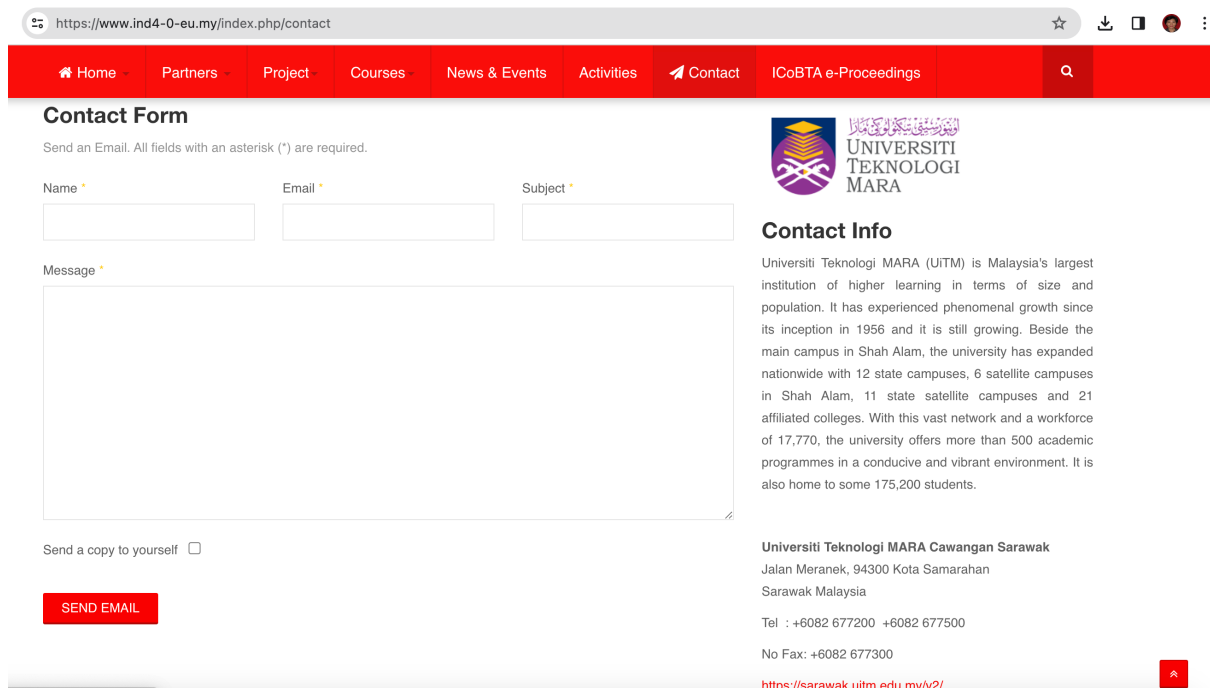 https://www.ind4-0-eu.my/index.php/contact
Home
Partners
Project
Courses
News & Events
Activities
Contact
ICoBTA e-Proceedings
Contact Form
Send an Email. All fields with an asterisk (*) are required.
Name *
Email *
Subject *
Message *
Send a copy to yourself
SEND EMAIL
UNIVERSITI
TEKNOLOGI
MARA
Contact Info
Universiti Teknologi MARA (UiTM) is Malaysia's largest
institution of higher learning in terms of size and
population. It has experienced phenomenal growth since
its inception in 1956 and it is still growing. Beside the
main campus in Shah Alam, the university has expanded
nationwide with 12 state campuses, 6 satellite campuses
in Shah Alam, 11 state satellite campuses and 21
affiliated colleges. With this vast network and a workforce
of 17,770, the university offers more than 500 academic
programmes in a conducive and vibrant environment. It is
also home to some 175,200 students.
Universiti Teknologi MARA Cawangan Sarawak
Jalan Meranek, 94300 Kota Samarahan
Sarawak Malaysia
Tel : +6082 677200 +6082 677500
No Fax: +6082 677300
https://sarawak.uitm.edu.my/v2/